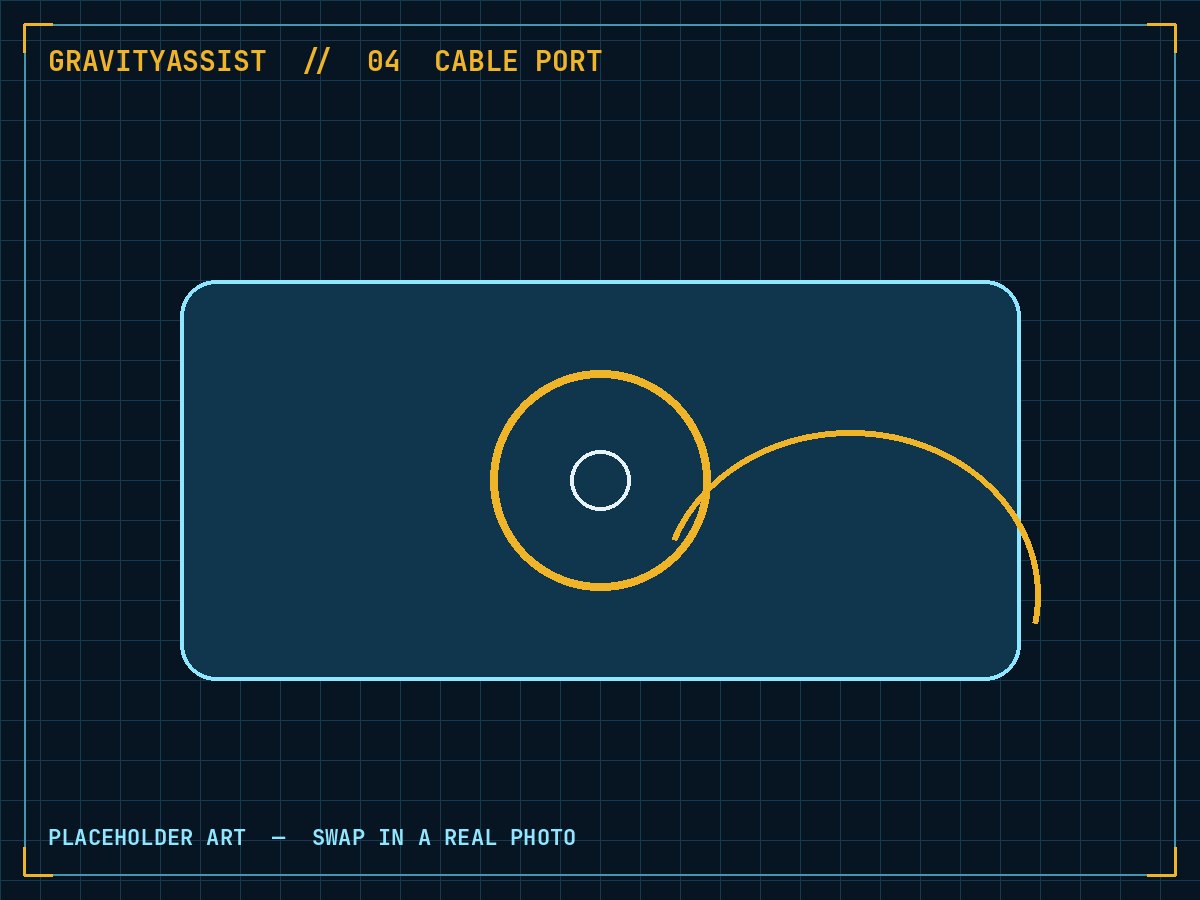 GRAVITYASSIST // 04 CABLE PORT
PLACEHOLDER ART — SWAP IN A REAL PHOTO